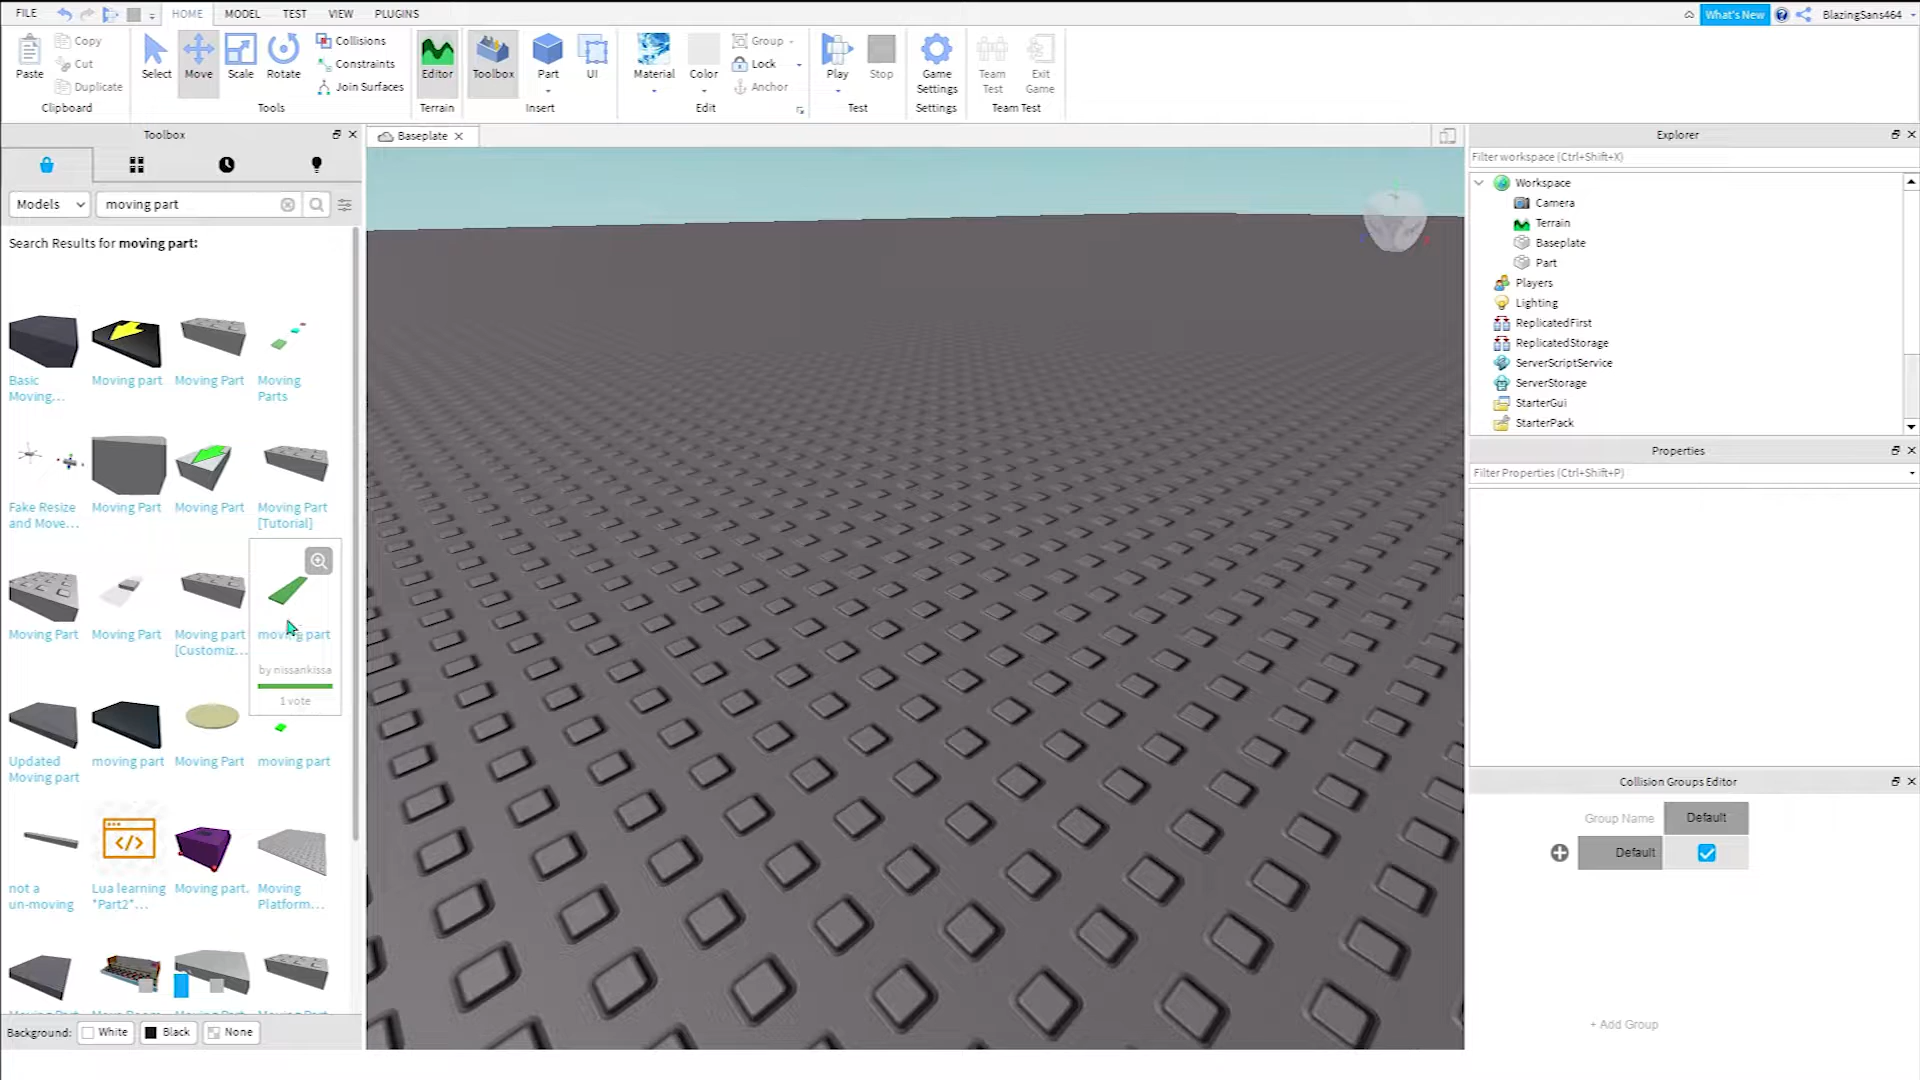 FILE HOME MODEL TEST VIEW PLUGINS What's New BlazingSans464
Paste Copy Cut Duplicate
Clipboard
Select Move Scale Rotate Collisions Constraints Join Surfaces
Tools
Editor
Terrain
Toolbox Part UI
Insert
Material Color Group Lock Anchor
Edit
Play Stop
Test
Game Settings
Settings
Team Test Exit Game
Team Test
Toolbox
Models moving part
Search Results for moving part:
Basic Moving... Moving part Moving Part Moving Parts
Fake Resize and Move... Moving Part Moving Part Moving Part [Tutorial]
Moving Part Moving Part Moving part [Customiz... moving part
by nissankissa
1 vote
Updated Moving part moving part Moving Part moving part
not a un-moving Lua learning *Part2*... Moving part. Moving Platform...
Background: White Black None
Baseplate
Explorer
Filter workspace (Ctrl+Shift+X)
Workspace
Camera
Terrain
Baseplate
Part
Players
Lighting
ReplicatedFirst
ReplicatedStorage
ServerScriptService
ServerStorage
StarterGui
StarterPack
Properties
Filter Properties (Ctrl+Shift+P)
Collision Groups Editor
Group Name Default
Default
+ Add Group